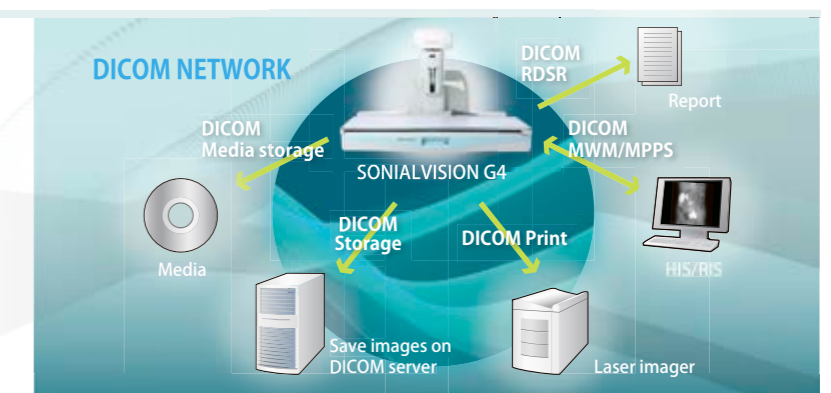 DICOM NETWORK
DICOM
RDSR
Report
DICOM
Media storage
DICOM
MWM/MPPS
SONIALVISION G4
DICOM
Storage
DICOM Print
Media
HIS/RIS
Save images on
DICOM server
Laser imager